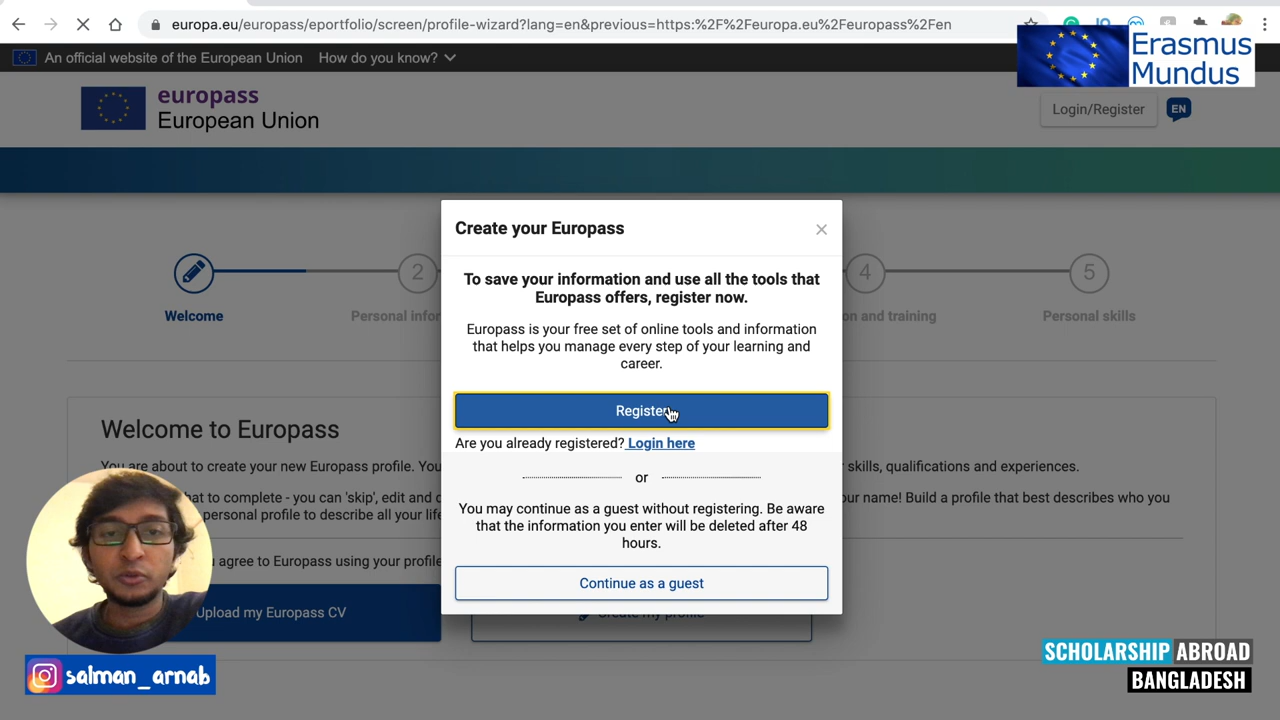 europa.eu/europass/eportfolio/screen/profile-wizard?lang=en&previous=https:%2F%2Feuropa.eu%2Feuropass%2Fen
An official website of the European Union How do you know?
Erasmus
Mundus
europass
European Union
Login/Register EN
Create your Europass
To save your information and use all the tools that
Europass offers, register now.
2 4 5
Welcome Personal on and training Personal skills
Europass is your free set of online tools and information
that helps you manage every step of your learning and
career.
Register
Are you already registered? Login here
or
You may continue as a guest without registering. Be aware
that the information you enter will be deleted after 48
hours.
Continue as a guest
Welcome to Europass
You are about to create your new Europass profile. skills, qualifications and experiences.
to complete - you can 'skip', edit and your name! Build a profile that best describes who you
personal profile to describe all your
agree to Europass using your profile
Upload my Europass CV Create my profile
salman_arnab
SCHOLARSHIP ABROAD
BANGLADESH